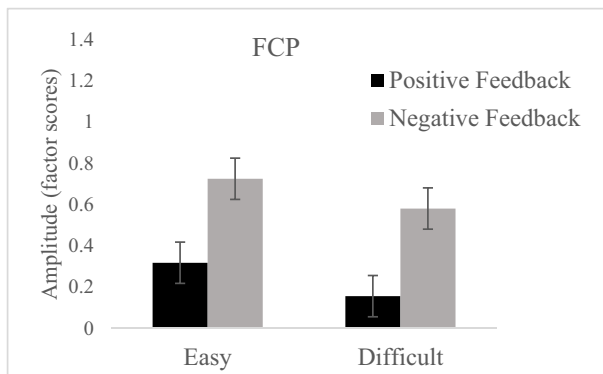 FCP
Positive Feedback
Negative Feedback
Amplitude (factor scores)
1.4
1.2
1
0.8
0.6
0.4
0.2
0
Easy
Difficult